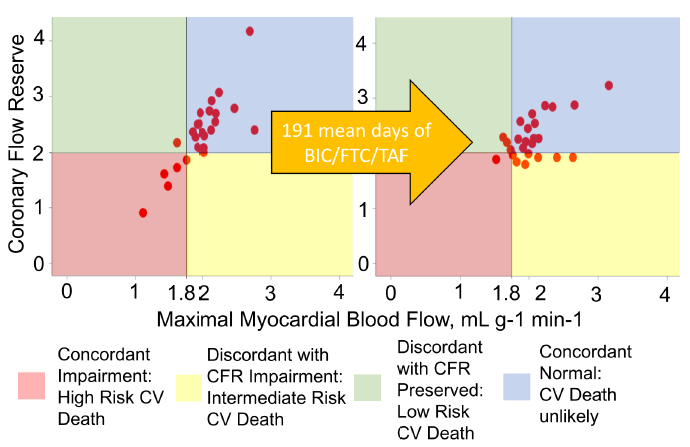 Coronary Flow Reserve
4
3
2
1
0
0
1
1.8
2
3
4
191 mean days of
BIC/FTC/TAF
4
3
2
1
0
0
1
1.8
2
3
4
Maximal Myocardial Blood Flow, mL g-1 min-1
Concordant
Impairment:
High Risk CV
Death
Discordant with
CFR Impairment:
Intermediate Risk
CV Death
Discordant
with CFR
Preserved:
Low Risk
CV Death
Concordant
Normal:
CV Death
unlikely